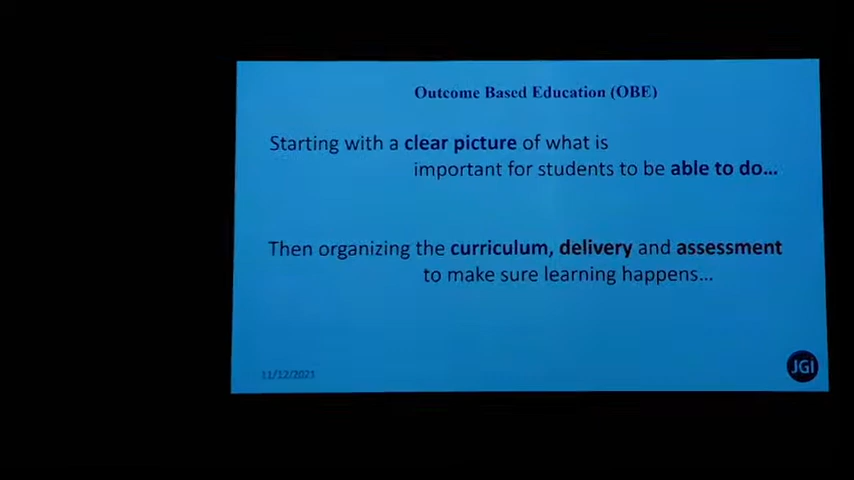 Outcome Based Education (OBE)
Starting with a clear picture of what is
important for students to be able to do...
Then organizing the curriculum, delivery and assessment
to make sure learning happens...
11/12/2021
JGI